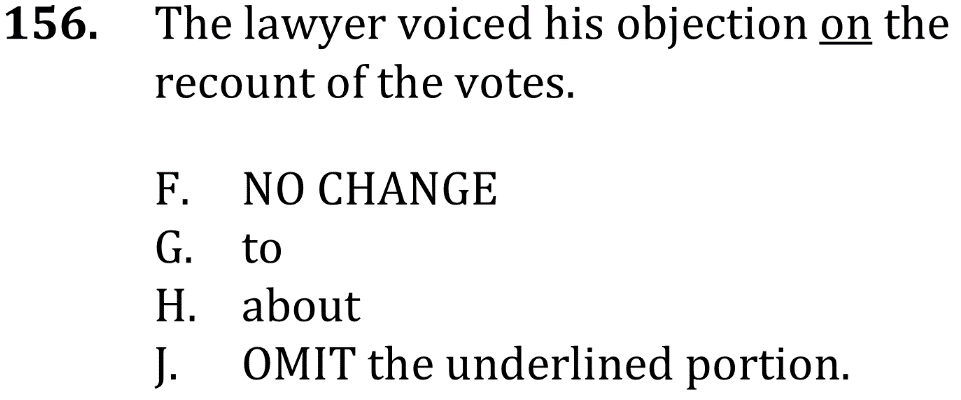 156. The lawyer voiced his objection on the
recount of the votes.
F. NO CHANGE
G. to
H. about
J. OMIT the underlined portion.